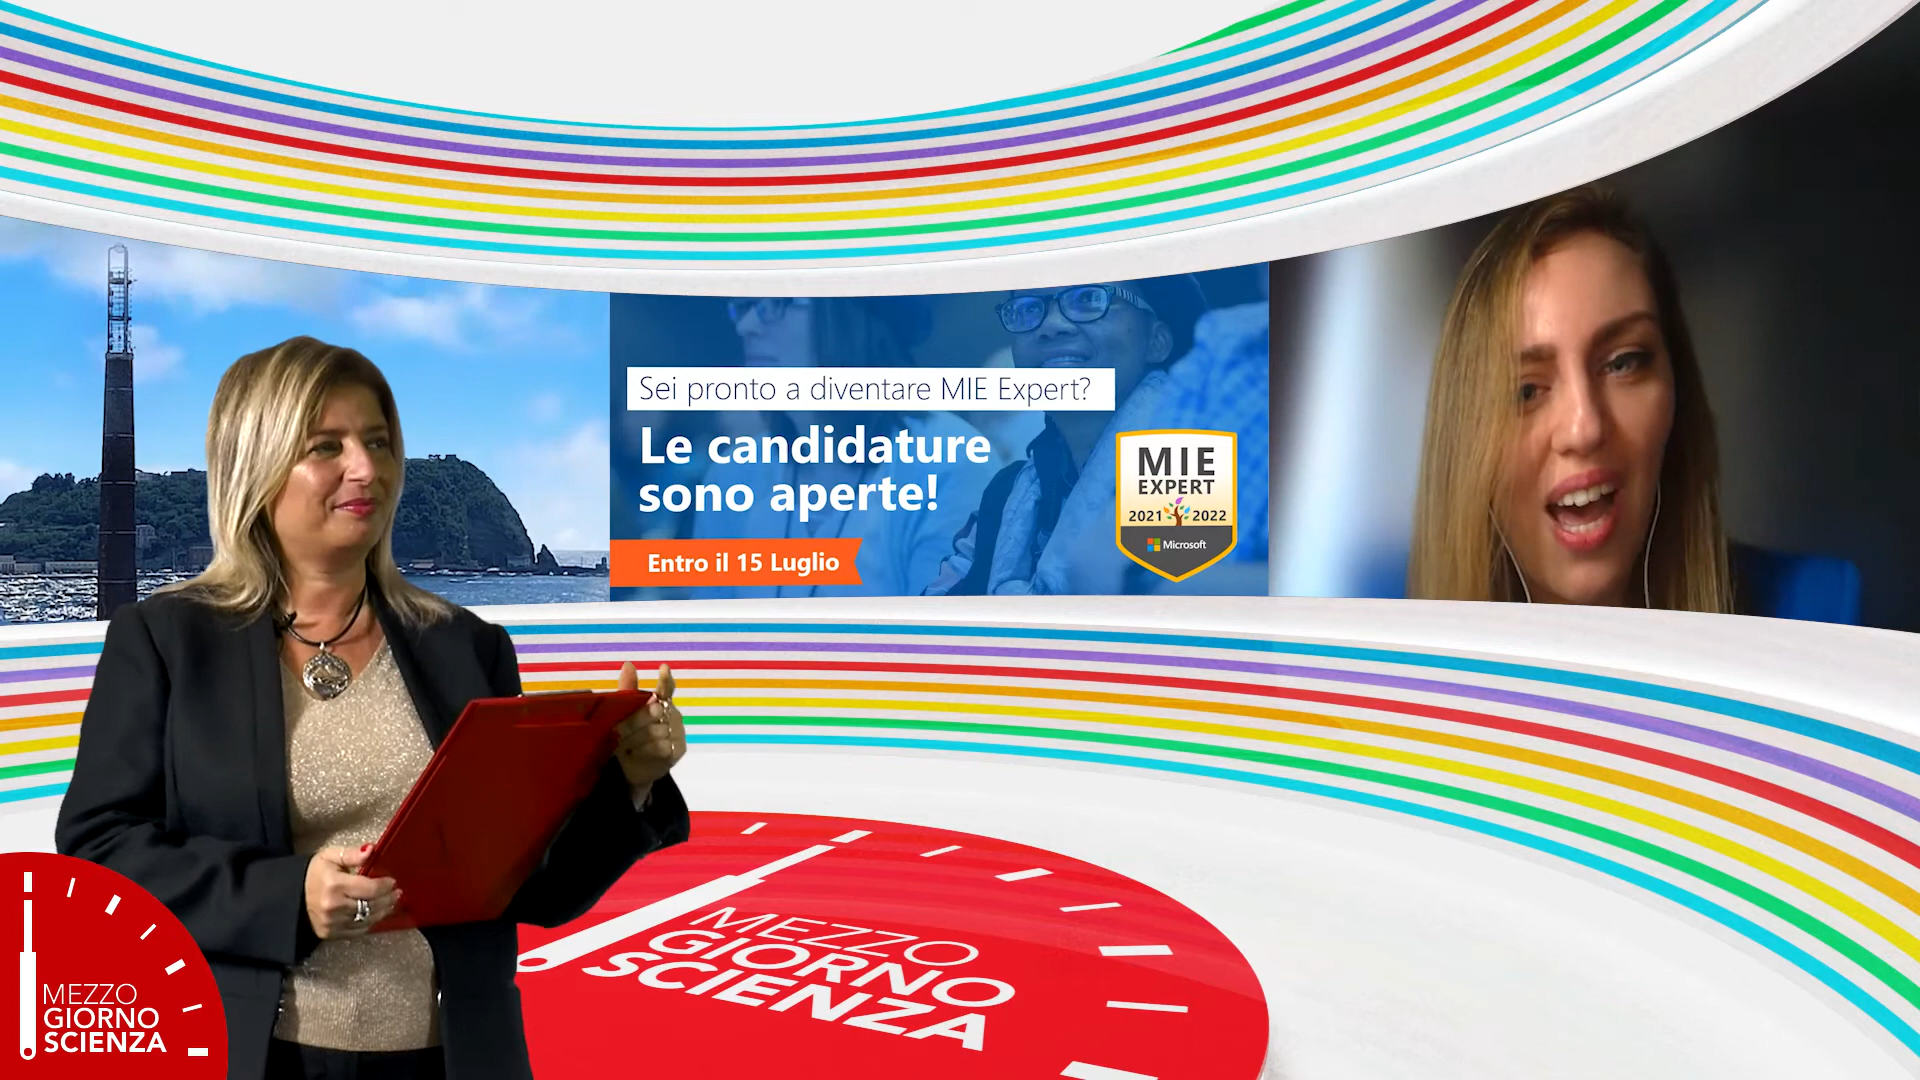 Sei pronto a diventare MIE Expert?
Le candidature
sono aperte!
Entro il 15 Luglio
MIE
EXPERT
2021 2022
Microsoft
MEZZO
GIORNO
SCIENZA
MEZZO
GIORNO
SCIENZA